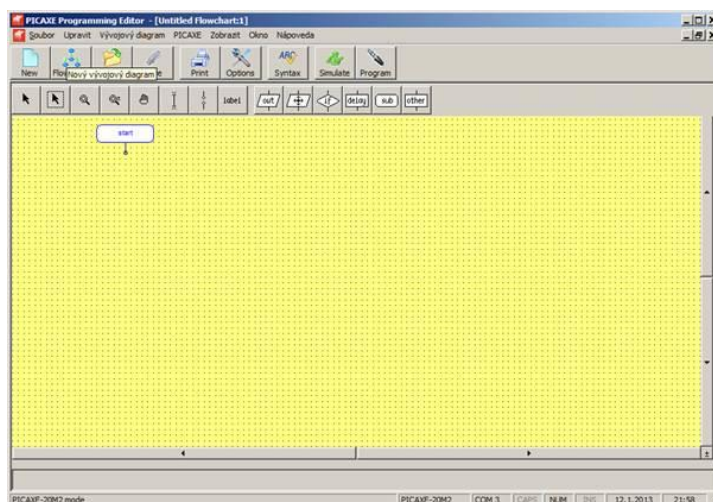 PICAXE Programming Editor - [Untitled Flowchart:1]
Soubor Upravit Vývojový diagram PICAXE Zobrazit Okno Nápoveda
New Print Options Syntax Simulate Program
Nový vývojový diagram
label out if delay sub other
start
PICAXE-20M2 mode PICAXE-20M2 COM 3 CAPS NUM INS 12.1.2013 21:58